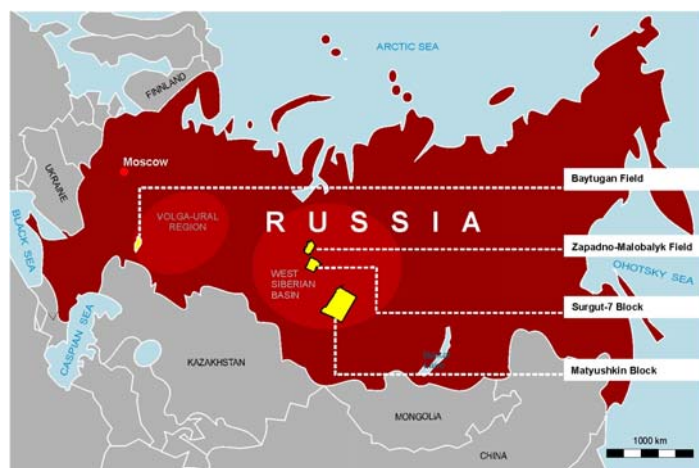 ARCTIC SEA
FINNLAND
Moscow
UKRAINE
BLACK SEA
VOLGA-URAL
REGION
RUSSIA
Baytugan Field
Zapadno-Malobalyk Field
WEST
SIBERIAN
BASIN
OHOTSKY SEA
Surgut-7 Block
CASPIAN SEA
KAZAKHSTAN
Matyushkin Block
MONGOLIA
CHINA
1000 km